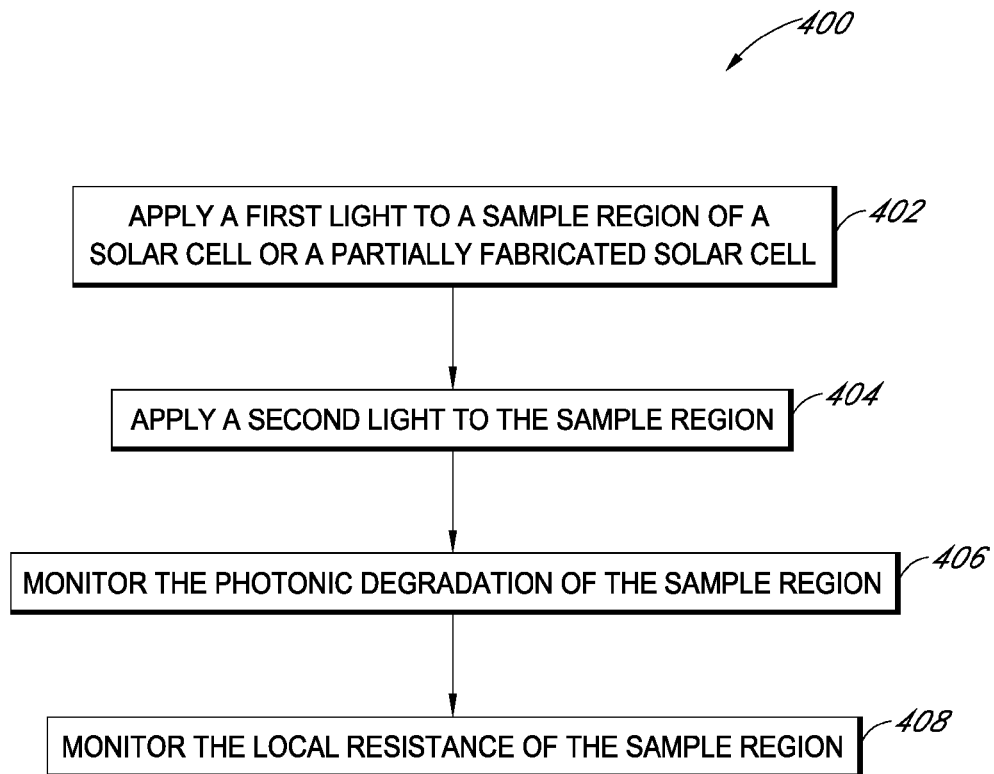 400
APPLY A FIRST LIGHT TO A SAMPLE REGION OF A
SOLAR CELL OR A PARTIALLY FABRICATED SOLAR CELL
402
APPLY A SECOND LIGHT TO THE SAMPLE REGION
404
MONITOR THE PHOTONIC DEGRADATION OF THE SAMPLE REGION
406
MONITOR THE LOCAL RESISTANCE OF THE SAMPLE REGION
408